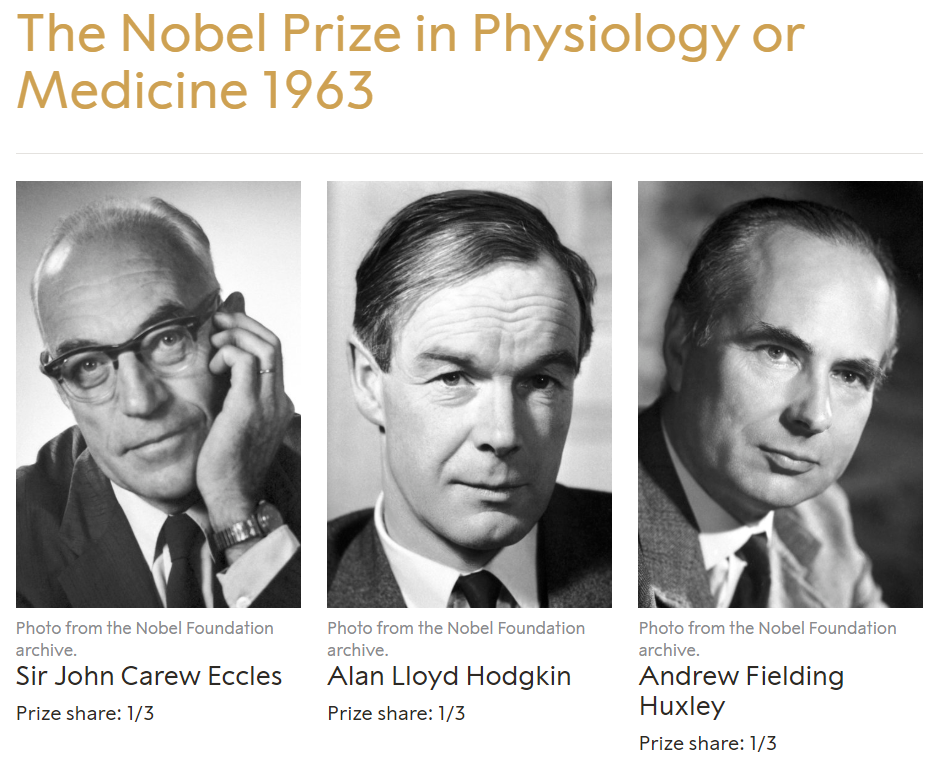 The Nobel Prize in Physiology or
Medicine 1963
Photo from the Nobel Foundation
archive.
Sir John Carew Eccles
Prize share: 1/3
Photo from the Nobel Foundation
archive.
Alan Lloyd Hodgkin
Prize share: 1/3
Photo from the Nobel Foundation
archive.
Andrew Fielding
Huxley
Prize share: 1/3